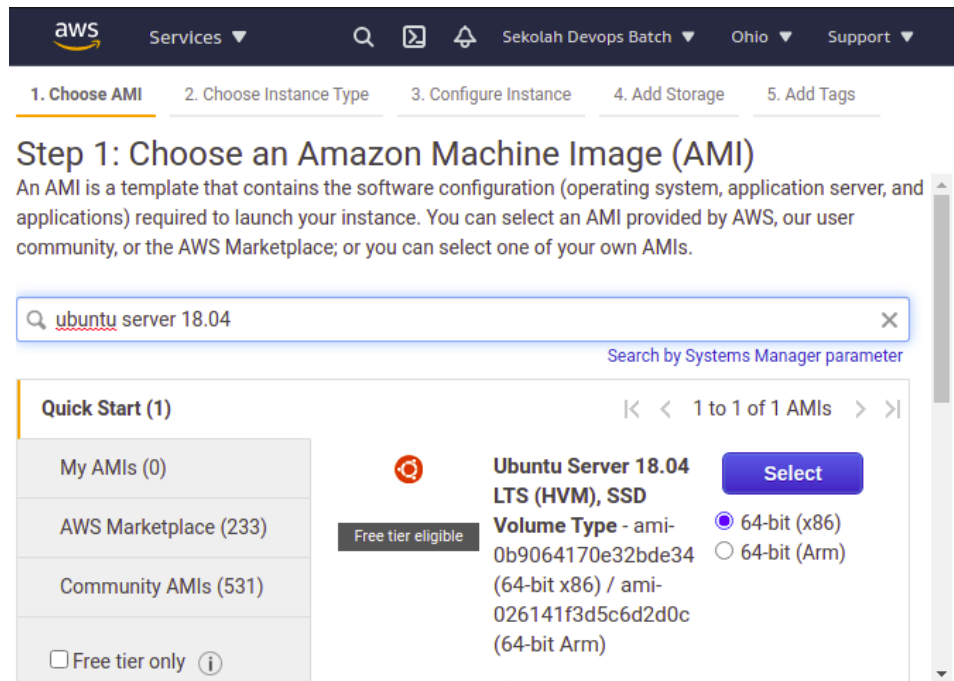 aws Services ▼ Sekolah Devops Batch ▼ Ohio ▼ Support ▼
1. Choose AMI 2. Choose Instance Type 3. Configure Instance 4. Add Storage 5. Add Tags
Step 1: Choose an Amazon Machine Image (AMI)
An AMI is a template that contains the software configuration (operating system, application server, and
applications) required to launch your instance. You can select an AMI provided by AWS, our user
community, or the AWS Marketplace; or you can select one of your own AMIs.
ubuntu server 18.04
Search by Systems Manager parameter
Quick Start (1)
1 to 1 of 1 AMIs
My AMIs (0)
AWS Marketplace (233)
Community AMIs (531)
Free tier only
Free tier eligible
Ubuntu Server 18.04
LTS (HVM), SSD
Volume Type - ami-
0b9064170e32bde34
(64-bit x86) / ami-
026141f3d5c6d2d0c
(64-bit Arm)
Select
64-bit (x86)
64-bit (Arm)